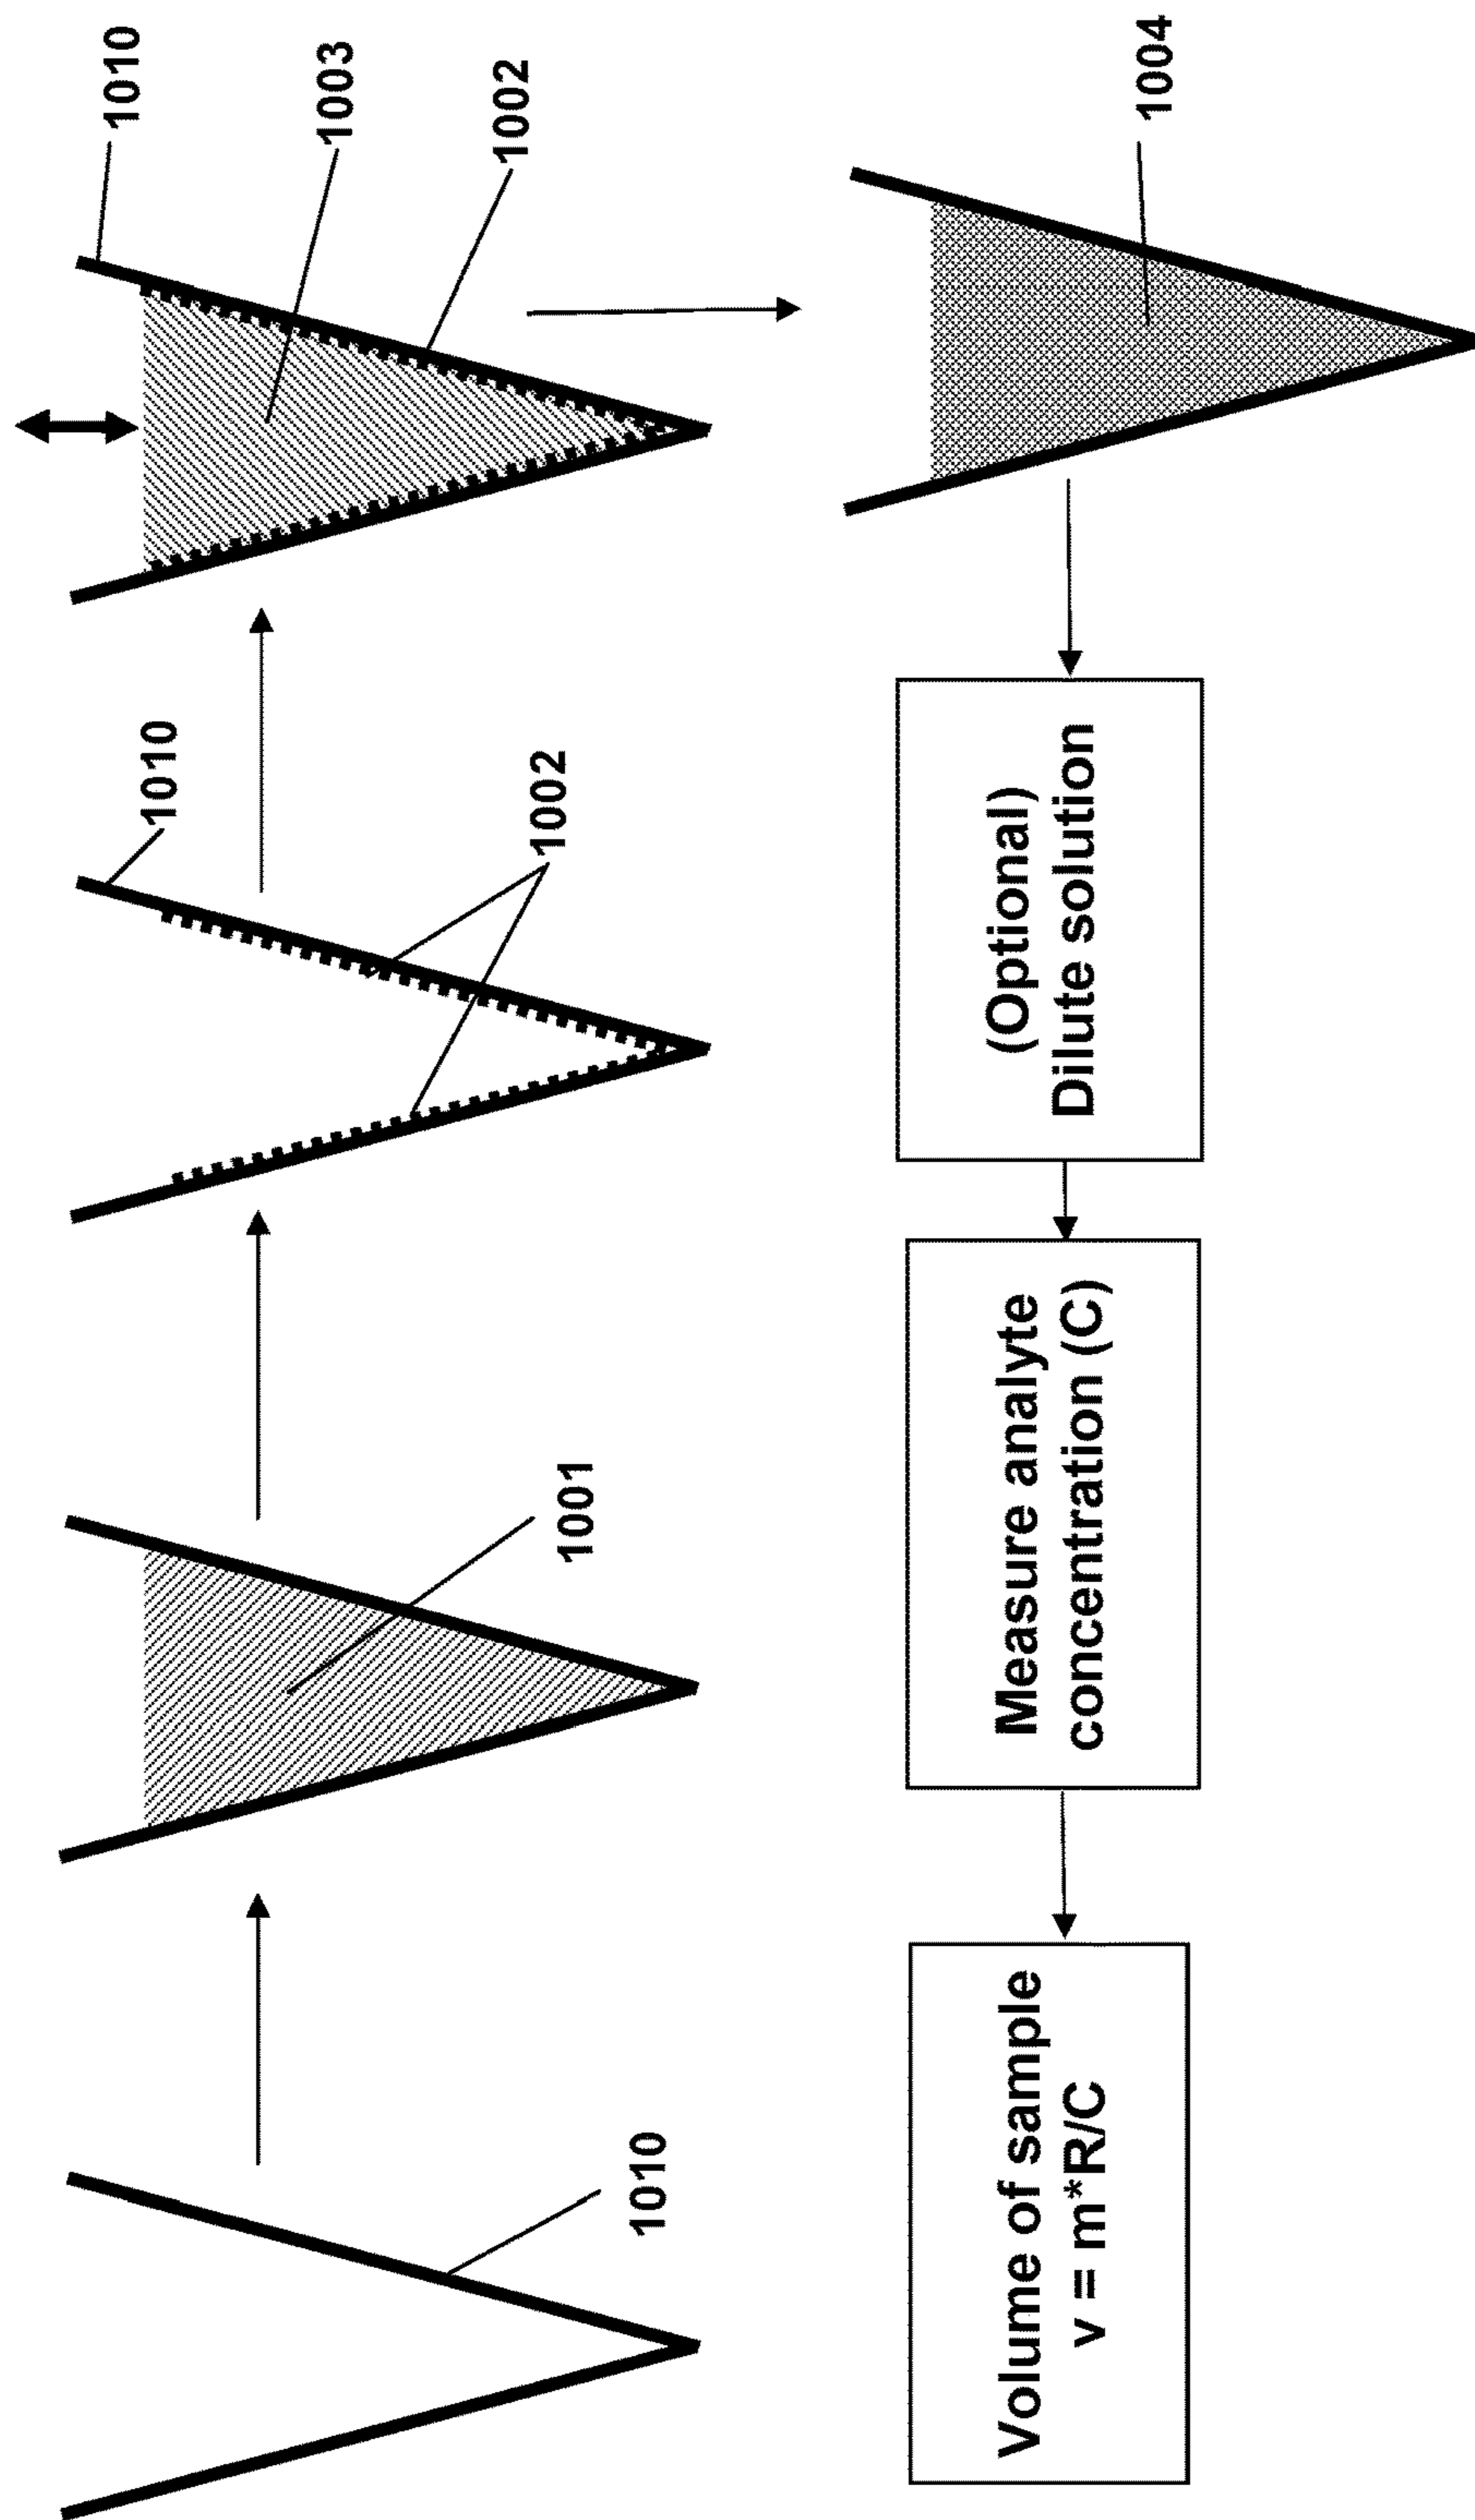 1010
1001
1010
1002
1010
1003
1002
1004
(Optional)
Dilute solution
Measure analyte
concentration (C)
Volume of sample
v = m*R/C